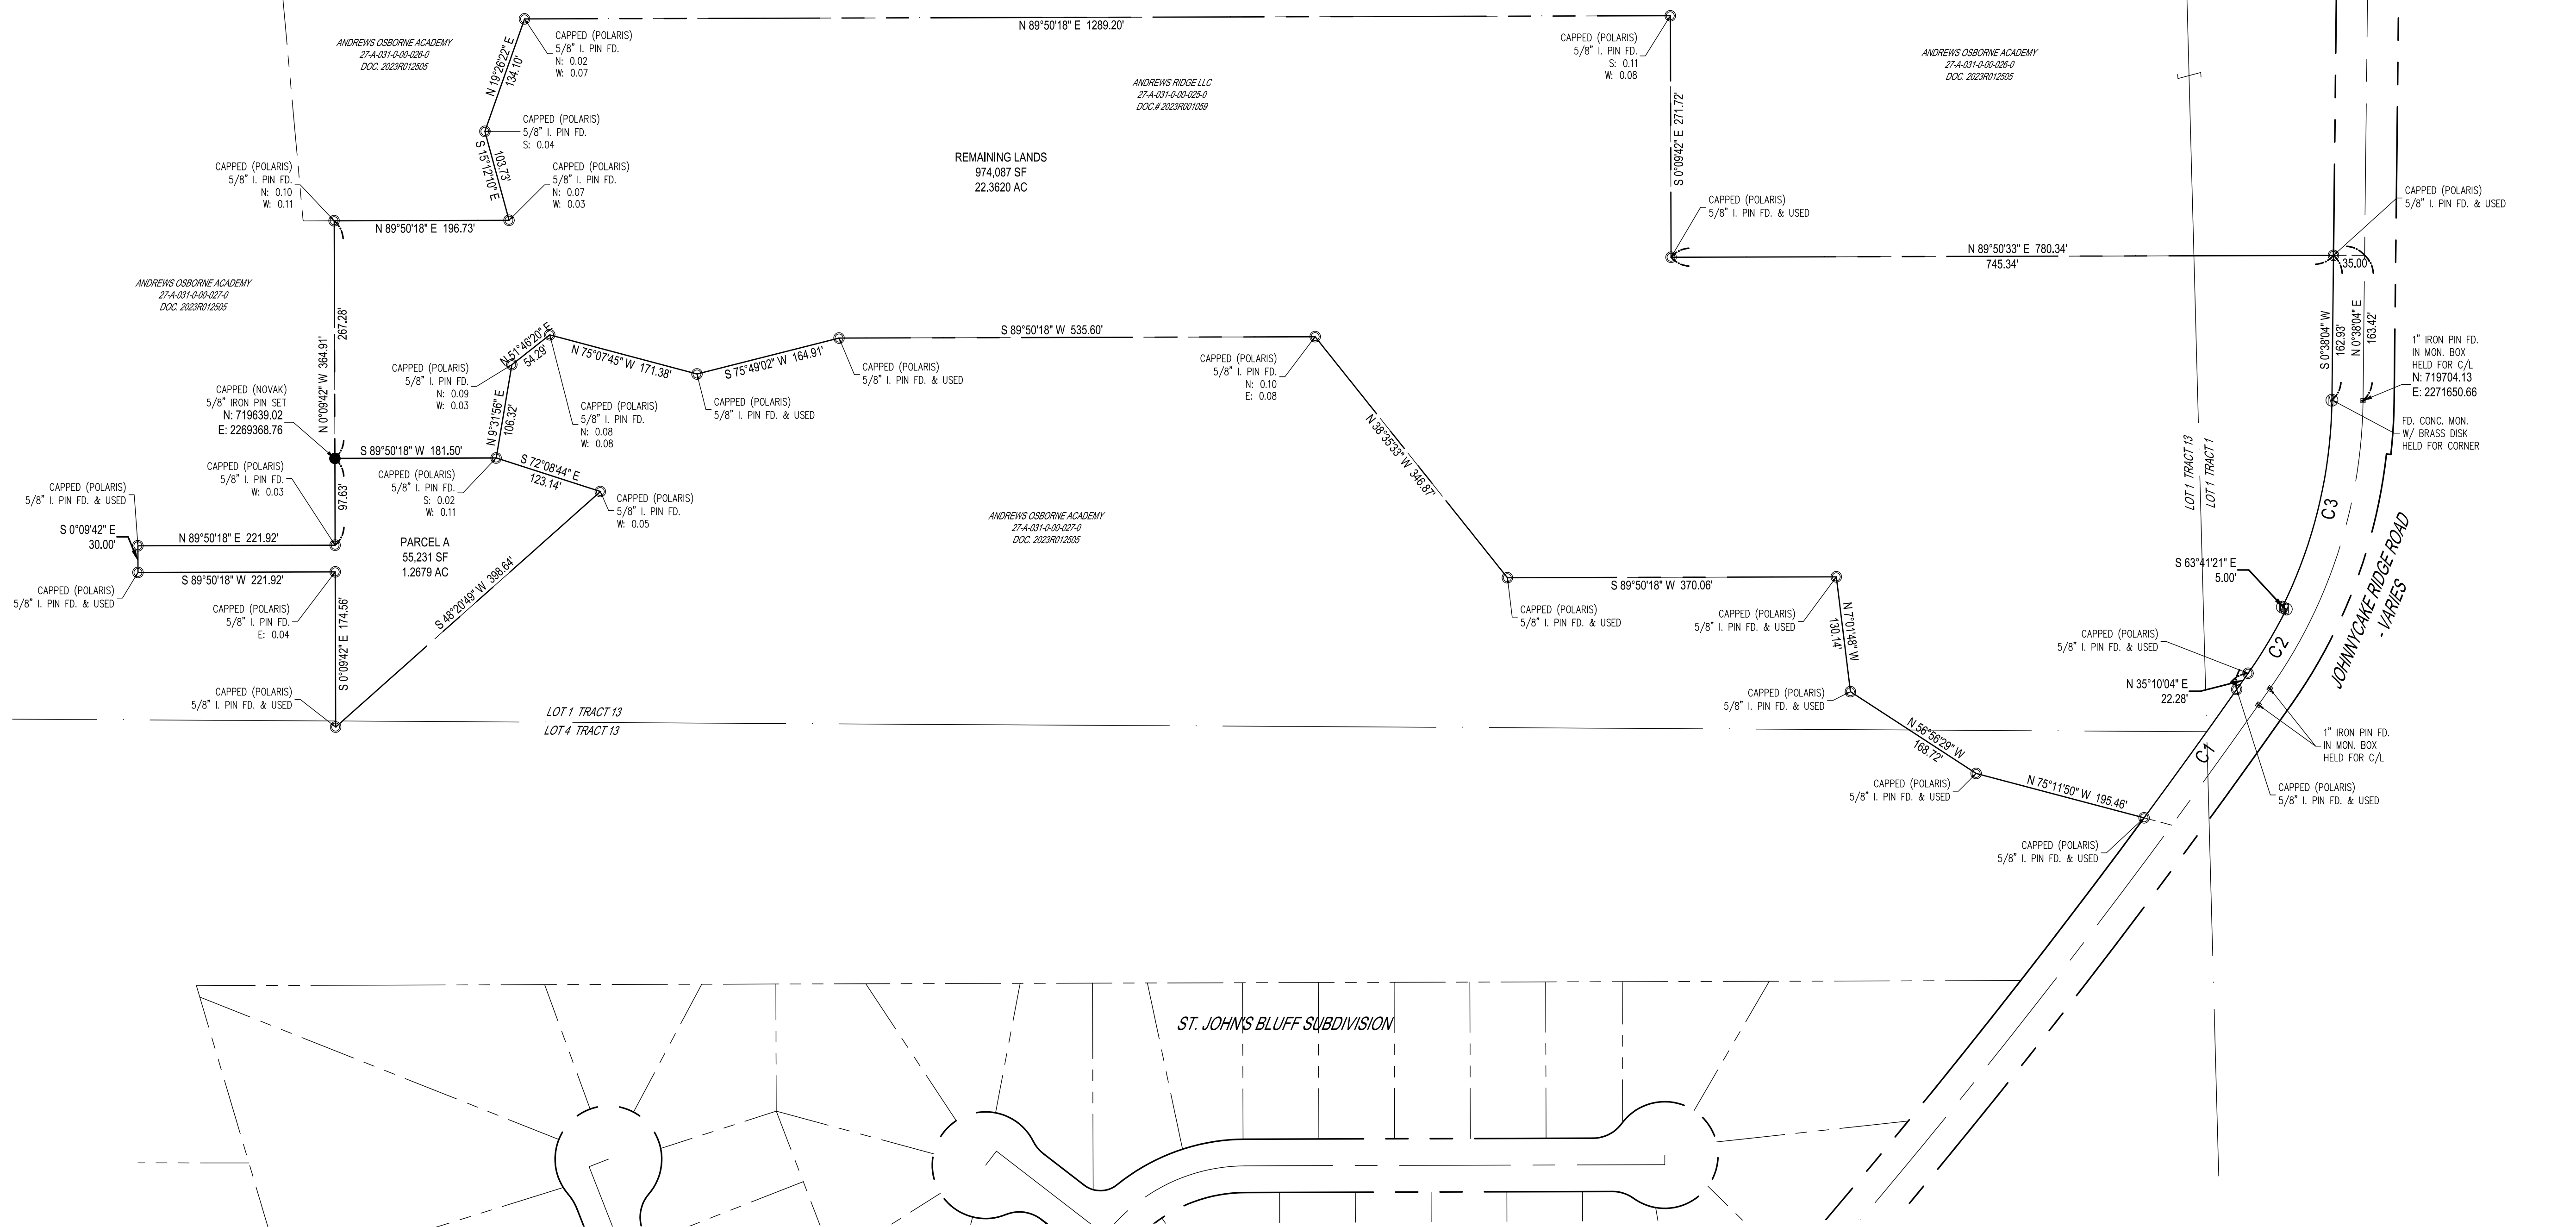 N 89°50'18" E 1289.20'
ANDREWS OSBORNE ACADEMY
27-A-031-0-00-026-0
DOC. 2023R012505
N 19°26'22" E
134.10'
CAPPED (POLARIS)
5/8" I. PIN FD.
N: 0.02
W: 0.07
CAPPED (POLARIS)
5/8" I. PIN FD.
S: 0.11
W: 0.08
ANDREWS OSBORNE ACADEMY
27-A-031-0-00-026-0
DOC. 2023R012505
ANDREWS RIDGE LLC
27-A-031-0-00-025-0
DOC.# 2023R001059
CAPPED (POLARIS)
5/8" I. PIN FD.
S: 0.04
S 15°12'10" E
103.73'
S 0°09'42" E 271.72'
REMAINING LANDS
974,087 SF
22.3620 AC
CAPPED (POLARIS)
5/8" I. PIN FD.
N: 0.10
W: 0.11
CAPPED (POLARIS)
5/8" I. PIN FD.
N: 0.07
W: 0.03
CAPPED (POLARIS)
5/8" I. PIN FD. & USED
CAPPED (POLARIS)
5/8" I. PIN FD. & USED
N 89°50'18" E 196.73'
N 89°50'33" E 780.34'
745.34'
35.00'
ANDREWS OSBORNE ACADEMY
27-A-031-0-00-027-0
DOC. 2023R012505
267.28'
N 0°09'42" W 364.91'
S 89°50'18" W 535.60'
S 0°38'04" W
162.93'
N 0°38'04" E
163.42'
1" IRON PIN FD.
IN MON. BOX
HELD FOR C/L
N: 719704.13
E: 2271650.66
N 51°46'20" E
54.29'
N 75°07'45" W 171.38'
S 75°49'02" W 164.91'
CAPPED (POLARIS)
5/8" I. PIN FD.
N: 0.09
W: 0.03
CAPPED (POLARIS)
5/8" I. PIN FD. & USED
CAPPED (POLARIS)
5/8" I. PIN FD.
N: 0.10
E: 0.08
CAPPED (NOVAK)
5/8" IRON PIN SET
N: 719639.02
E: 2269368.76
N 9°31'56" E
106.32'
CAPPED (POLARIS)
5/8" I. PIN FD.
N: 0.08
W: 0.08
CAPPED (POLARIS)
5/8" I. PIN FD. & USED
N 38°35'33" W 346.87'
FD. CONC. MON.
W/ BRASS DISK
HELD FOR CORNER
LOT 1 TRACT 13
LOT 1 TRACT 1
S 89°50'18" W 181.50'
S 72°08'44" E
123.14'
CAPPED (POLARIS)
5/8" I. PIN FD.
W: 0.03
97.63'
CAPPED (POLARIS)
5/8" I. PIN FD.
S: 0.02
W: 0.11
CAPPED (POLARIS)
5/8" I. PIN FD.
W: 0.05
CAPPED (POLARIS)
5/8" I. PIN FD. & USED
ANDREWS OSBORNE ACADEMY
27-A-031-0-00-027-0
DOC. 2023R012505
C3
S 0°09'42" E
30.00'
N 89°50'18" E 221.92'
PARCEL A
55,231 SF
1.2679 AC
S 89°50'18" W 221.92'
S 48°20'49" W 398.64'
S 89°50'18" W 370.06'
S 63°41'21" E
5.00'
JOHNNYCAKE RIDGE ROAD
- VARIES
CAPPED (POLARIS)
5/8" I. PIN FD. & USED
CAPPED (POLARIS)
5/8" I. PIN FD.
E: 0.04
S 0°09'42" E 174.56'
CAPPED (POLARIS)
5/8" I. PIN FD. & USED
CAPPED (POLARIS)
5/8" I. PIN FD. & USED
N 7°01'48" W
130.14'
CAPPED (POLARIS)
5/8" I. PIN FD. & USED
C2
N 35°10'04" E
22.28'
CAPPED (POLARIS)
5/8" I. PIN FD. & USED
CAPPED (POLARIS)
5/8" I. PIN FD. & USED
LOT 1 TRACT 13
LOT 4 TRACT 13
N 56°56'29" W
168.72'
C1
1" IRON PIN FD.
IN MON. BOX
HELD FOR C/L
CAPPED (POLARIS)
5/8" I. PIN FD. & USED
N 75°11'50" W 195.46'
CAPPED (POLARIS)
5/8" I. PIN FD. & USED
CAPPED (POLARIS)
5/8" I. PIN FD. & USED
ST. JOHN'S BLUFF SUBDIVISION